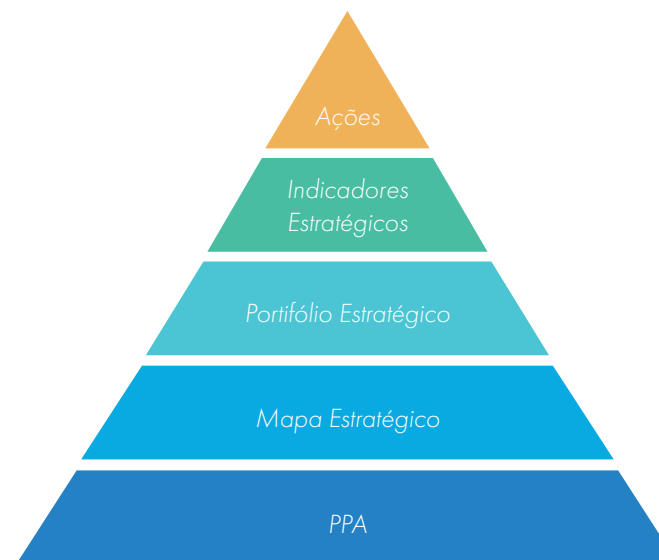 Ações
Indicadores
Estratégicos
Portifólio Estratégico
Mapa Estratégico
PPA